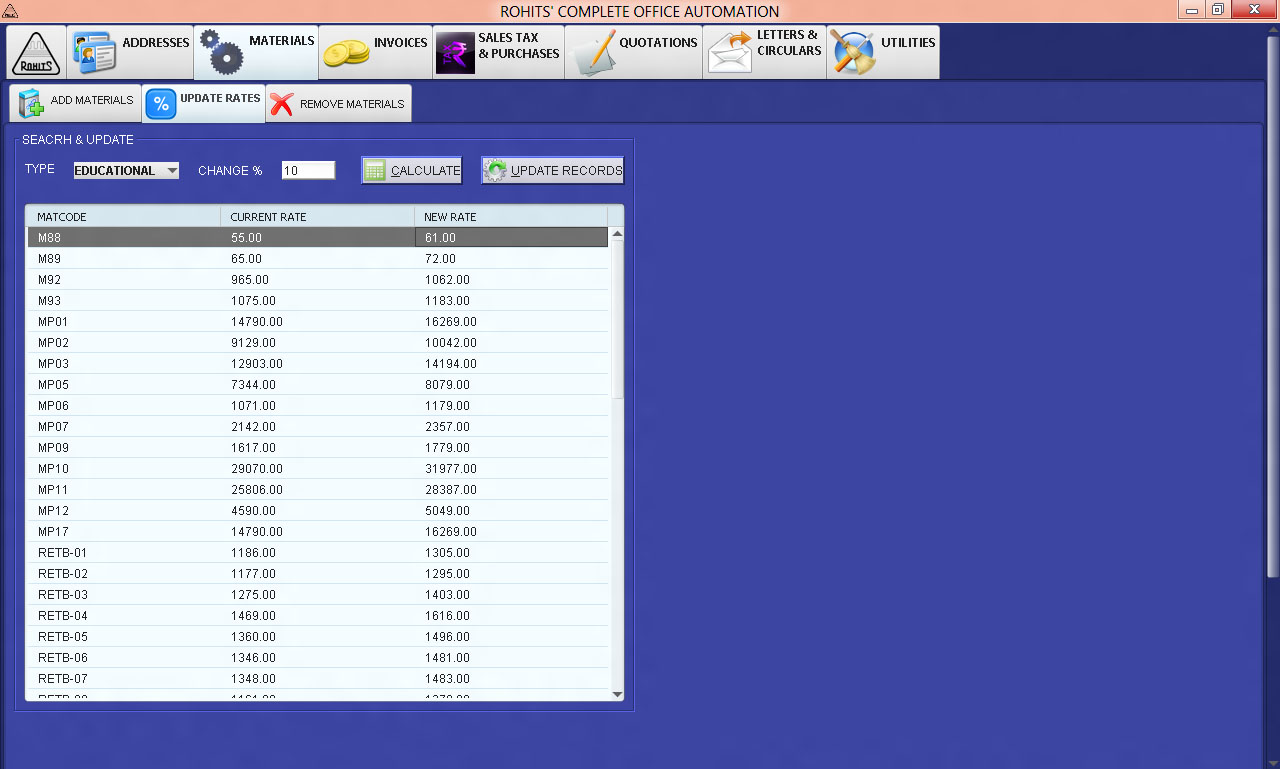 ROHITS' COMPLETE OFFICE AUTOMATION
ROHITS
ADDRESSES
MATERIALS
INVOICES
SALES TAX
& PURCHASES
QUOTATIONS
LETTERS &
CIRCULARS
UTILITIES
ADD MATERIALS
% UPDATE RATES
REMOVE MATERIALS
SEACRH & UPDATE
TYPE EDUCATIONAL CHANGE % 10 CALCULATE UPDATE RECORDS
MATCODE CURRENT RATE NEW RATE
M88 55.00 61.00
M89 65.00 72.00
M92 965.00 1062.00
M93 1075.00 1183.00
MP01 14790.00 16269.00
MP02 9129.00 10042.00
MP03 12903.00 14194.00
MP05 7344.00 8079.00
MP06 1071.00 1179.00
MP07 2142.00 2357.00
MP09 1617.00 1779.00
MP10 29070.00 31977.00
MP11 25806.00 28387.00
MP12 4590.00 5049.00
MP17 14790.00 16269.00
RETB-01 1186.00 1305.00
RETB-02 1177.00 1295.00
RETB-03 1275.00 1403.00
RETB-04 1469.00 1616.00
RETB-05 1360.00 1496.00
RETB-06 1346.00 1481.00
RETB-07 1348.00 1483.00